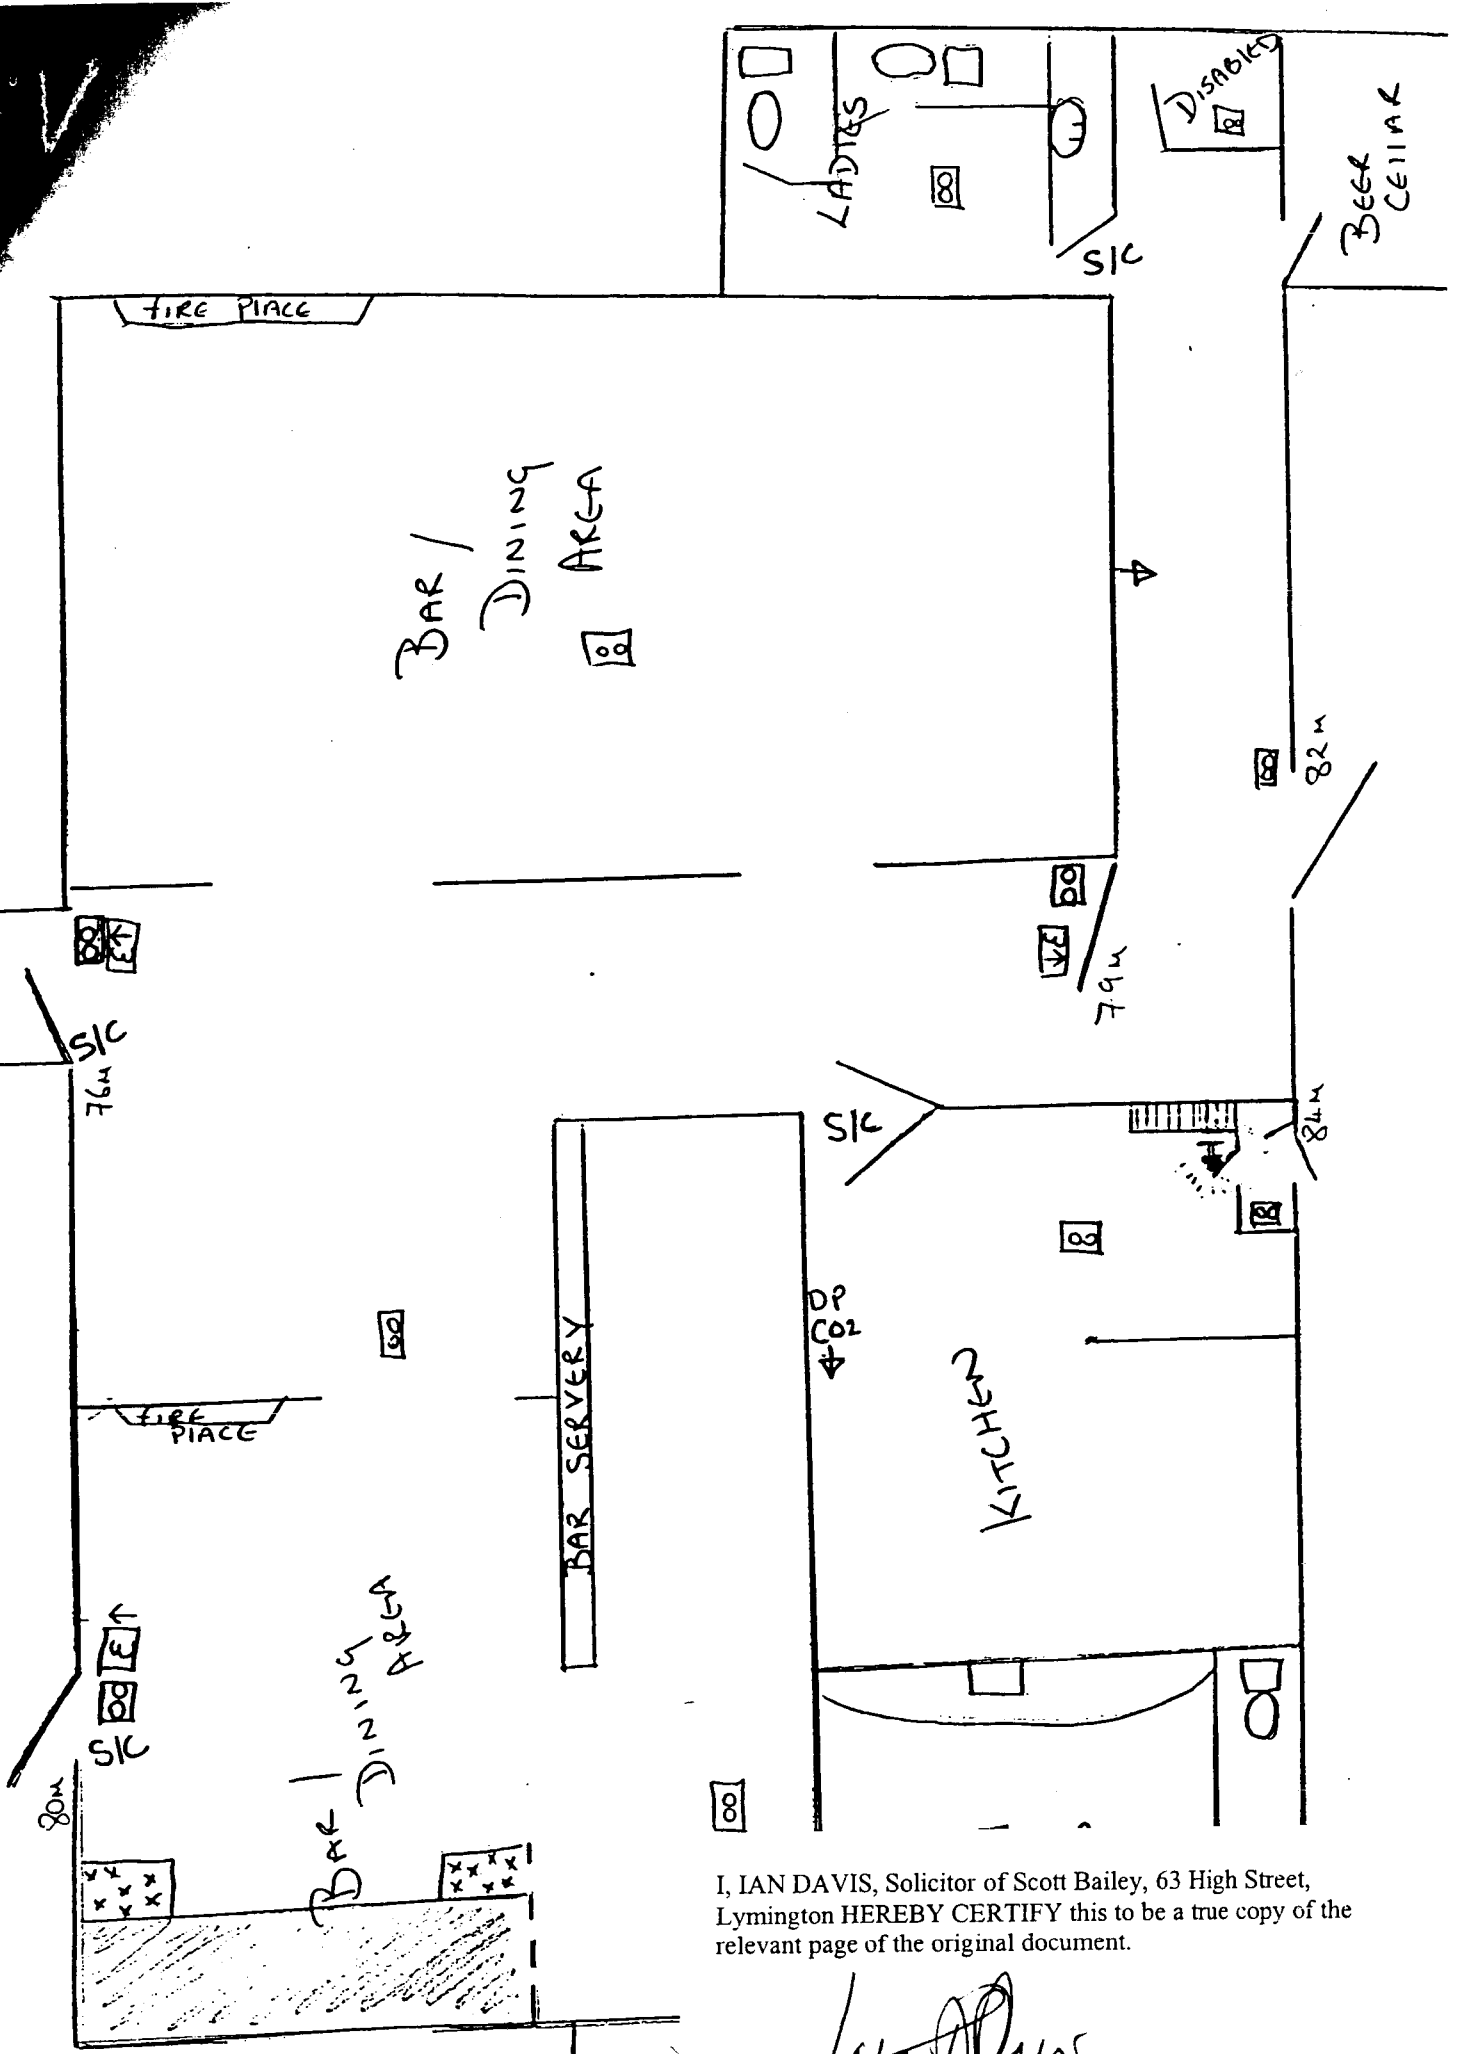 DISABLED
LADIES
BEER
CEllAR
S/C
fIRE PlACE
BAR /
DINING
AREA
82M
E
E
79M
S/C
76M
S/C
84M
DP
CO2
BAR SERVERY
KITCHEN
fIRE
PlACE
E
S/C
80M
BAR /
DINING
AREA
I, IAN DAVIS, Solicitor of Scott Bailey, 63 High Street,
Lymington HEREBY CERTIFY this to be a true copy of the
relevant page of the original document.